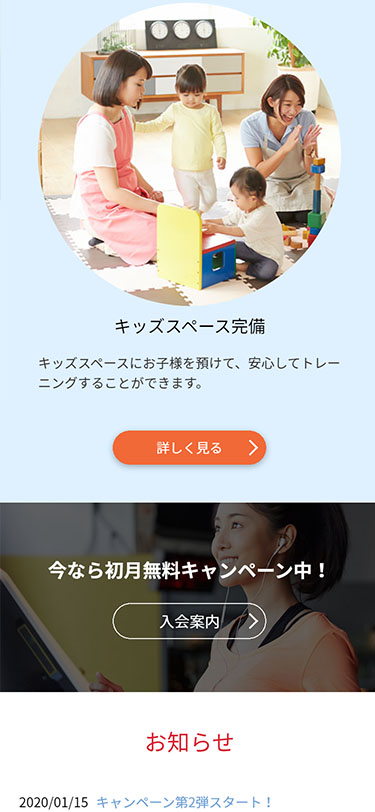 キッズスペース完備
キッズスペースにお子様を預けて、安心してトレー
ニングすることができます。
詳しく見る
今なら初月無料キャンペーン中！
入会案内
お知らせ
2020/01/15 キャンペーン第2弾スタート！